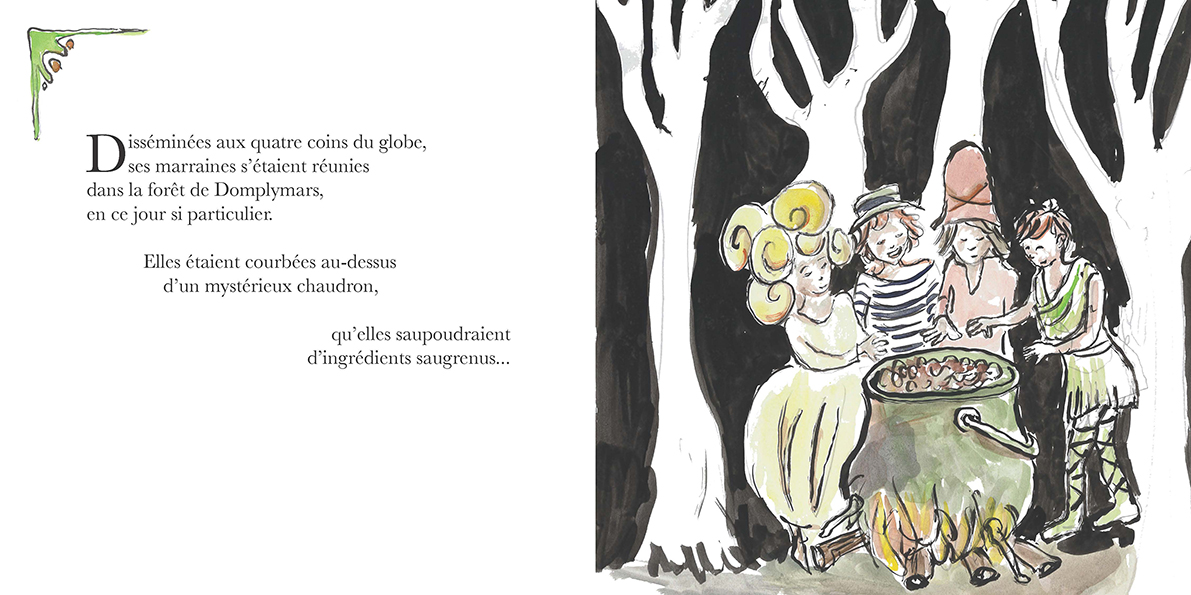 Disséminées aux quatre coins du globe,
ses marraines s’étaient réunies
dans la forêt de Domplymars,
en ce jour si particulier.
Elles étaient courbées au-dessus
d’un mystérieux chaudron,
qu’elles saupoudraient
d’ingrédients saugrenus...